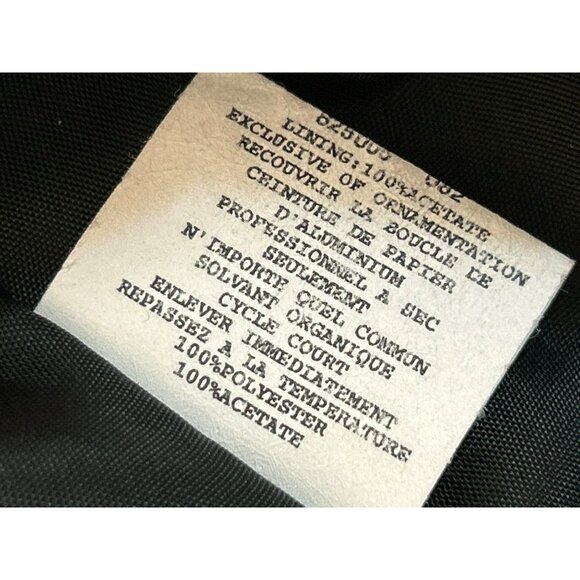 LINING:100%ACETATE
EXCLUSIVE OF ORNAMENTATION
RECOUVRIR LA BOUCLE DE
CEINTURE DE PAPIER
D'ALUMINIUM
PROFESSIONNEL A SEC
SEULEMENT
N'IMPORTE QUEL COMMUN
SOLVANT ORGANIQUE
CYCLE COURT
ENLEVER IMMEDIATEMENT
REPASSEZ A LA TEMPERATURE
100%POLYESTER
100%ACETATE